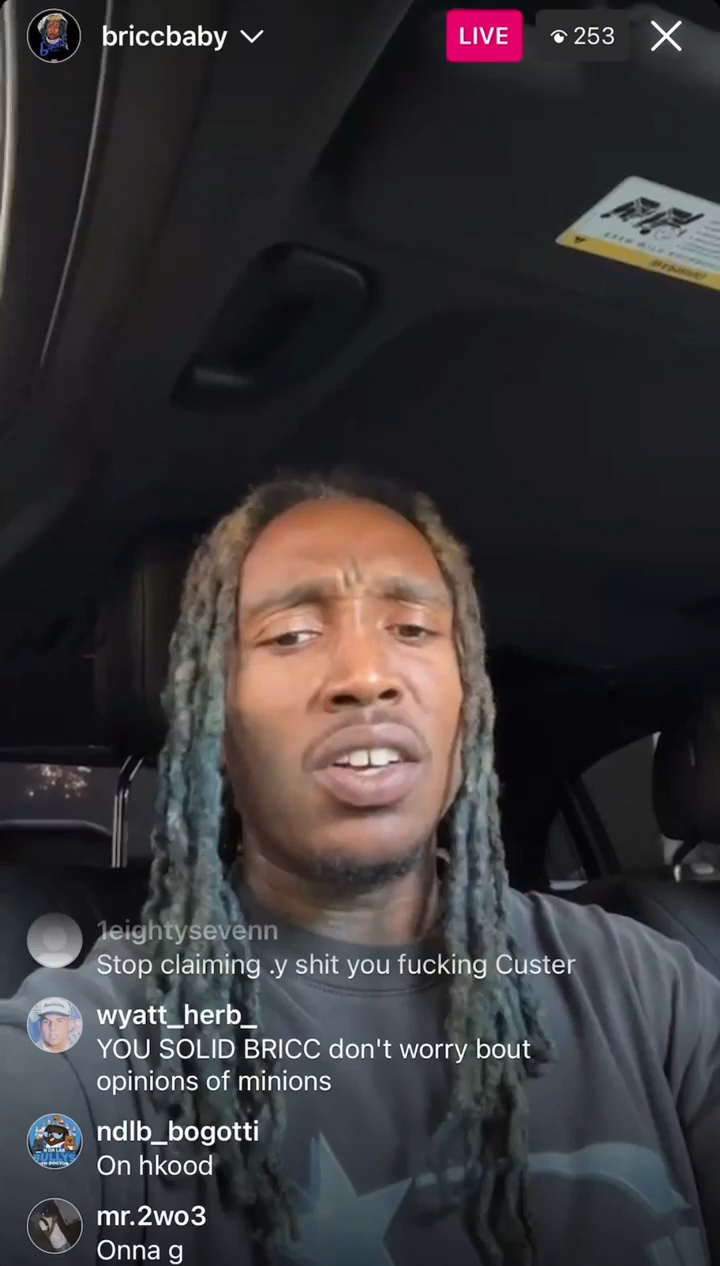 briccbaby
LIVE
253
1eightysevenn
Stop claiming .y shit you fucking Custer
wyatt_herb_
YOU SOLID BRICC don't worry bout
opinions of minions
ndlb_bogotti
On hkood
mr.2wo3
Onna g